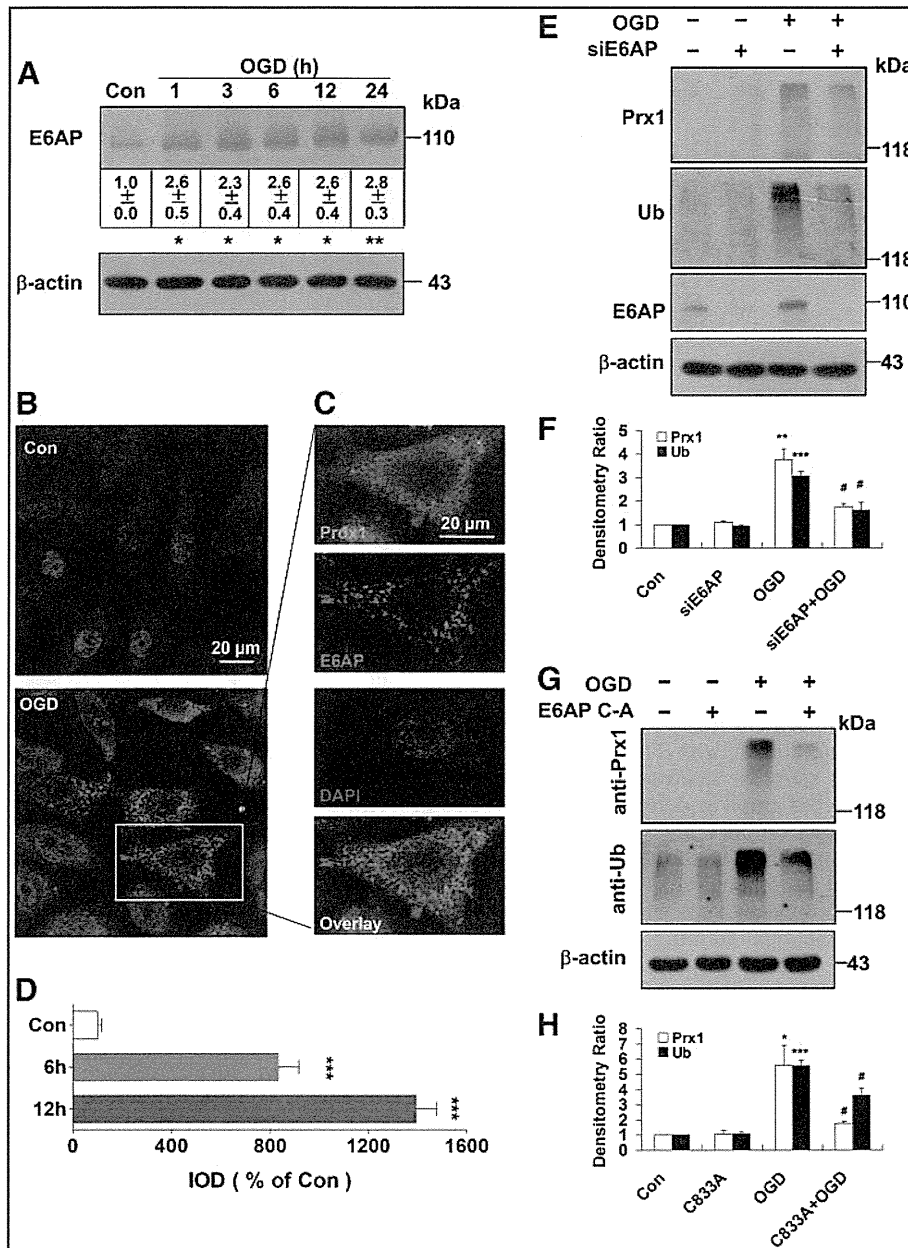 A
OGD (h)
Con 1 3 6 12 24
kDa
E6AP
110
1.0 ± 0.0
2.6 ± 0.5
2.3 ± 0.4
2.6 ± 0.4
2.6 ± 0.4
2.8 ± 0.3
* * * * **
β-actin
43
B
Con
20 µm
OGD
C
Prdx1
20 µm
E6AP
DAPI
Overlay
D
Con
6h
12h
***
***
0 400 800 1200 1600
IOD ( % of Con )
E
OGD − − + +
siE6AP − + − +
kDa
Prx1
118
Ub
118
E6AP
110
β-actin
43
F
Densitometry Ratio
5
4
3
2
1
0
Prx1
Ub
**
***
# #
Con
siE6AP
OGD
siE6AP+OGD
G
OGD − − + +
E6AP C-A − + − +
kDa
anti-Prx1
118
anti-Ub
118
β-actin
43
H
Densitometry Ratio
8
7
6
5
4
3
2
1
0
Prx1
Ub
*
***
#
#
Con
C833A
OGD
C833A+OGD